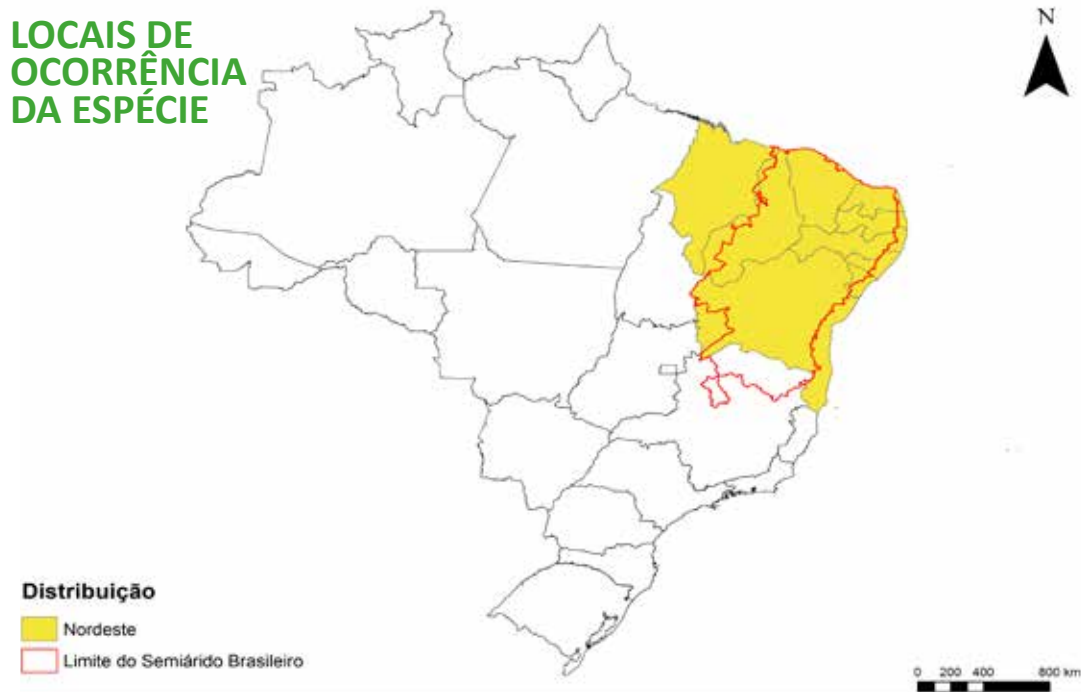 LOCAIS DE
OCORRÊNCIA
DA ESPÉCIE
N
Distribuição
Nordeste
Limite do Semiárido Brasileiro
0 200 400 800 km